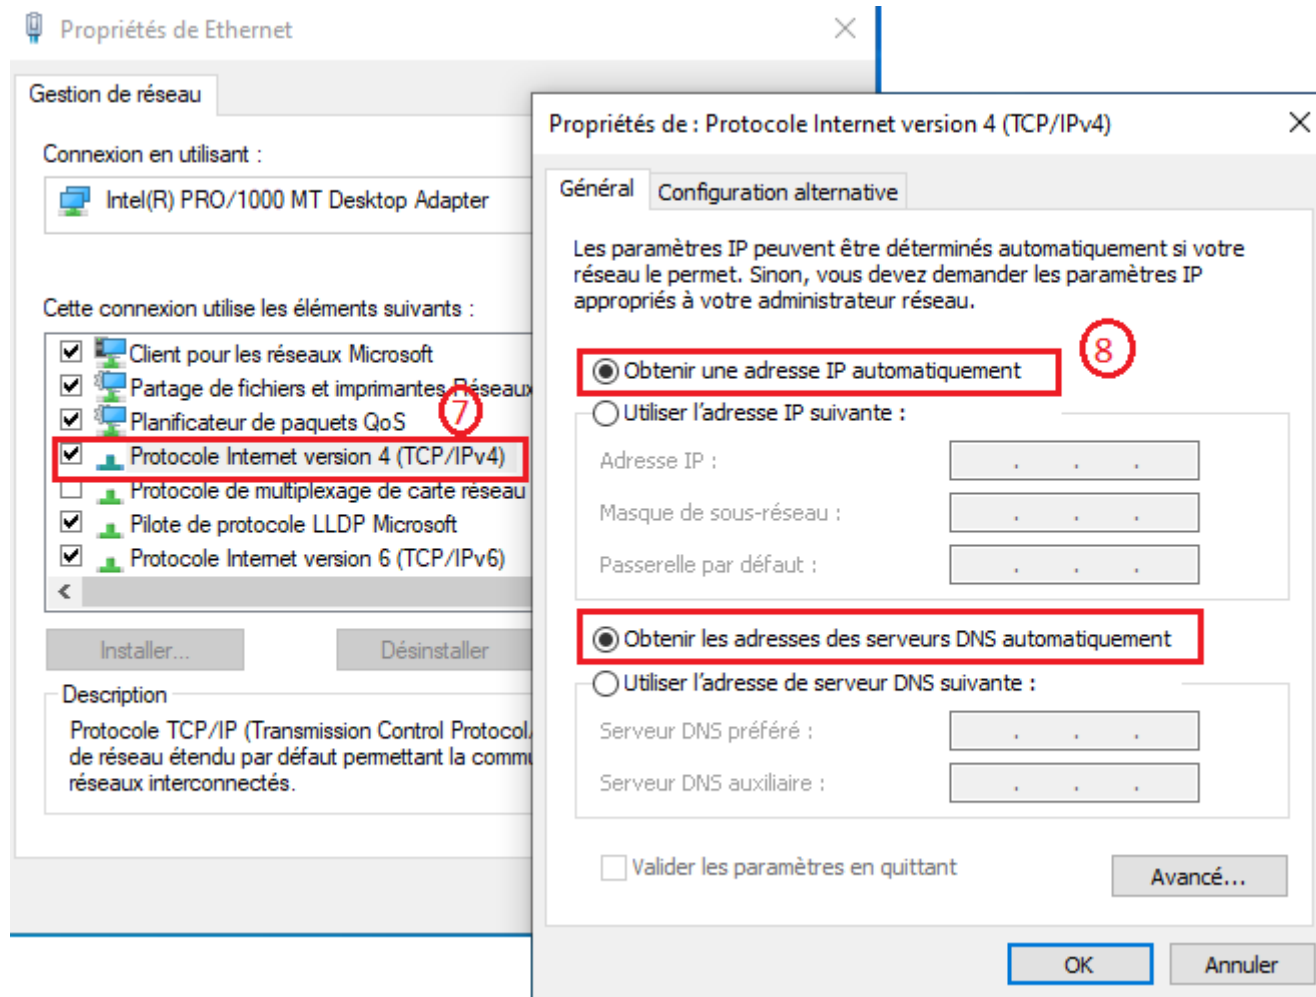 Propriétés de Ethernet
Gestion de réseau
Connexion en utilisant :
Intel(R) PRO/1000 MT Desktop Adapter
Cette connexion utilise les éléments suivants :
Client pour les réseaux Microsoft
Partage de fichiers et imprimantes Réseaux
Planificateur de paquets QoS
7
Protocole Internet version 4 (TCP/IPv4)
Protocole de multiplexage de carte réseau
Pilote de protocole LLDP Microsoft
Protocole Internet version 6 (TCP/IPv6)
Installer...
Désinstaller
Description
Protocole TCP/IP (Transmission Control Protocol/
de réseau étendu par défaut permettant la commu
réseaux interconnectés.
Propriétés de : Protocole Internet version 4 (TCP/IPv4)
Général
Configuration alternative
Les paramètres IP peuvent être déterminés automatiquement si votre
réseau le permet. Sinon, vous devez demander les paramètres IP
appropriés à votre administrateur réseau.
8
Obtenir une adresse IP automatiquement
Utiliser l'adresse IP suivante :
Adresse IP :
Masque de sous-réseau :
Passerelle par défaut :
Obtenir les adresses des serveurs DNS automatiquement
Utiliser l'adresse de serveur DNS suivante :
Serveur DNS préféré :
Serveur DNS auxiliaire :
Valider les paramètres en quittant
Avancé...
OK
Annuler